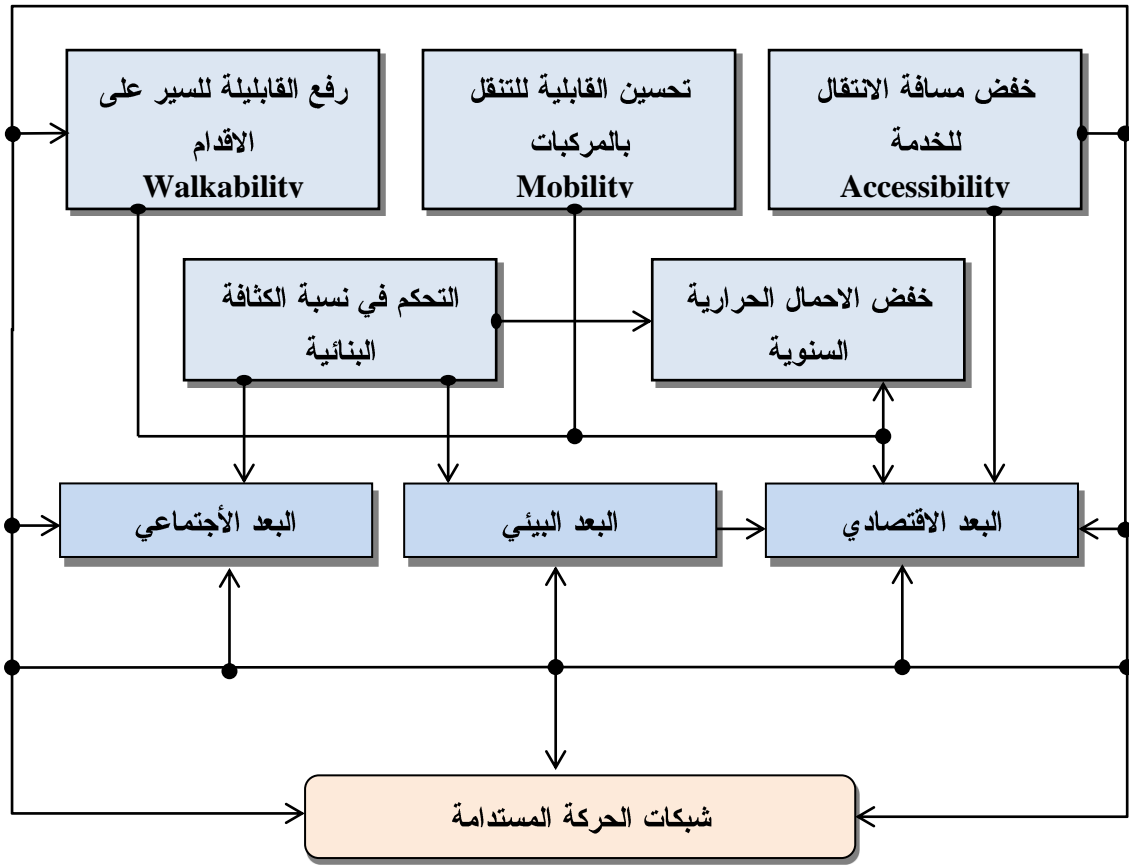 خفض مسافة الانتقال
للخدمة
Accessibility
تحسين القابلية للتنقل
بالمركبات
Mobility
رفع القابليلة للسير على
الاقدام
Walkability
خفض الاحمال الحرارية
السنوية
التحكم في نسبة الكثافة
البنائية
البعد الاقتصادي
البعد البيئي
البعد الأجتماعي
شبكات الحركة المستدامة